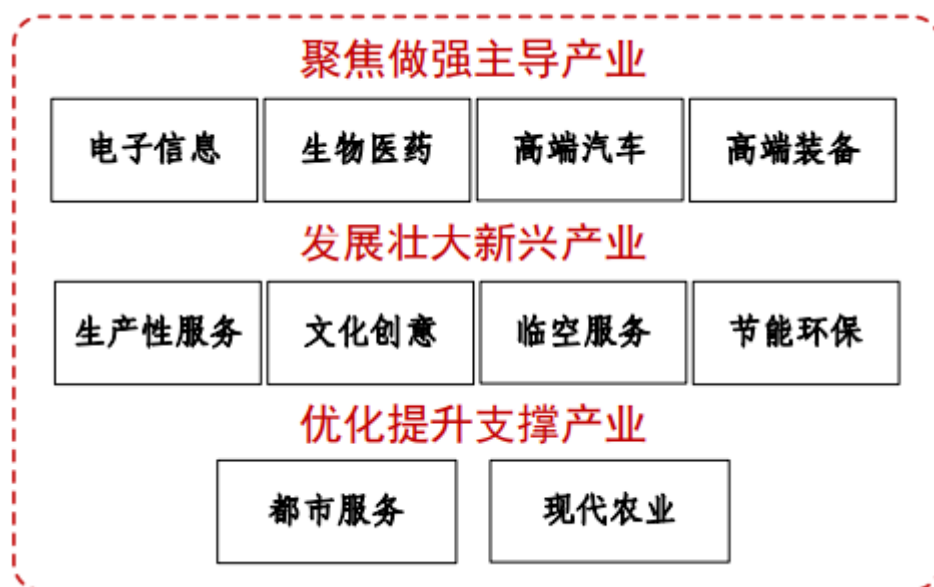 聚焦做强主导产业
电子信息 生物医药 高端汽车 高端装备
发展壮大新兴产业
生产性服务 文化创意 临空服务 节能环保
优化提升支撑产业
都市服务 现代农业